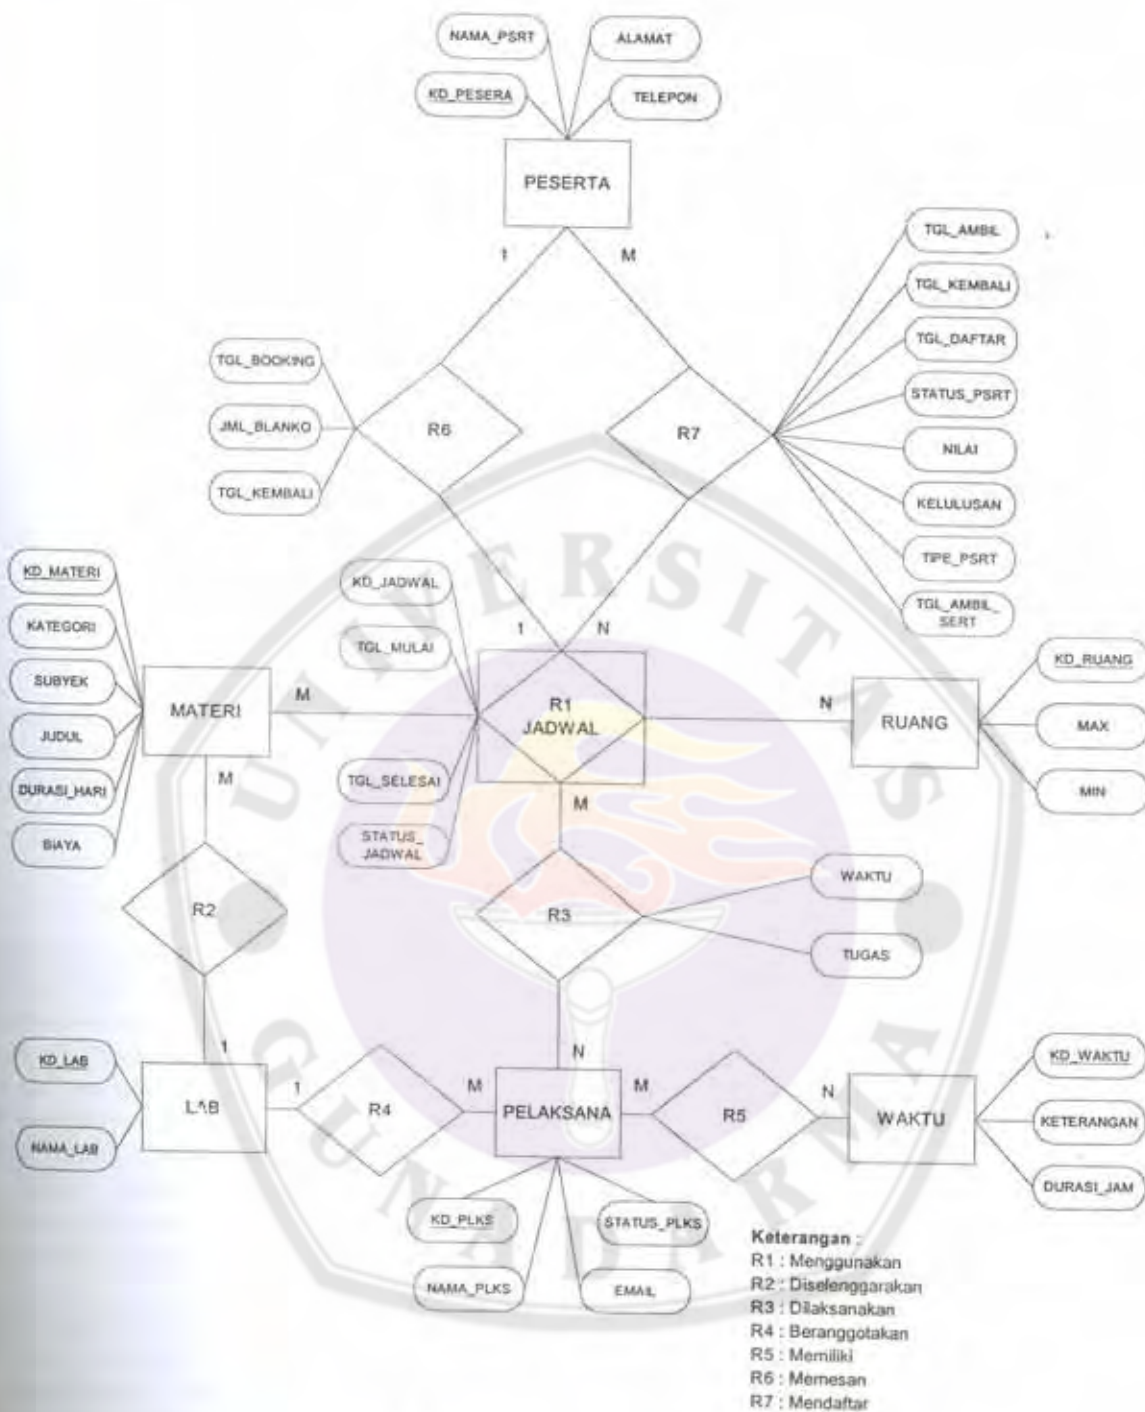 NAMA_PSRT
ALAMAT
KD_PESERA
TELEPON
PESERTA
1
M
TGL_AMBIL
TGL_KEMBALI
TGL_DAFTAR
STATUS_PSRT
NILAI
KELULUSAN
TIPE_PSRT
TGL_AMBIL_
SERT
TGL_BOOKING
JML_BLANKO
TGL_KEMBALI
R6
R7
1
N
KD_MATERI
KATEGORI
SUBYEK
JUDUL
DURASI_HARI
BIAYA
MATERI
M
KD_JADWAL
TGL_MULAI
TGL_SELESAI
STATUS_
JADWAL
R1
JADWAL
N
RUANG
KD_RUANG
MAX
MIN
M
M
R2
R3
WAKTU
TUGAS
1
N
KD_LAB
NAMA_LAB
LAB
1
R4
M
PELAKSANA
M
R5
N
WAKTU
KD_WAKTU
KETERANGAN
DURASI_JAM
KD_PLKS
STATUS_PLKS
NAMA_PLKS
EMAIL
Keterangan :
R1 : Menggunakan
R2 : Diselenggarakan
R3 : Dilaksanakan
R4 : Beranggotakan
R5 : Memiliki
R6 : Memesan
R7 : Mendaftar
UNIVERSITAS
GUNADARMA